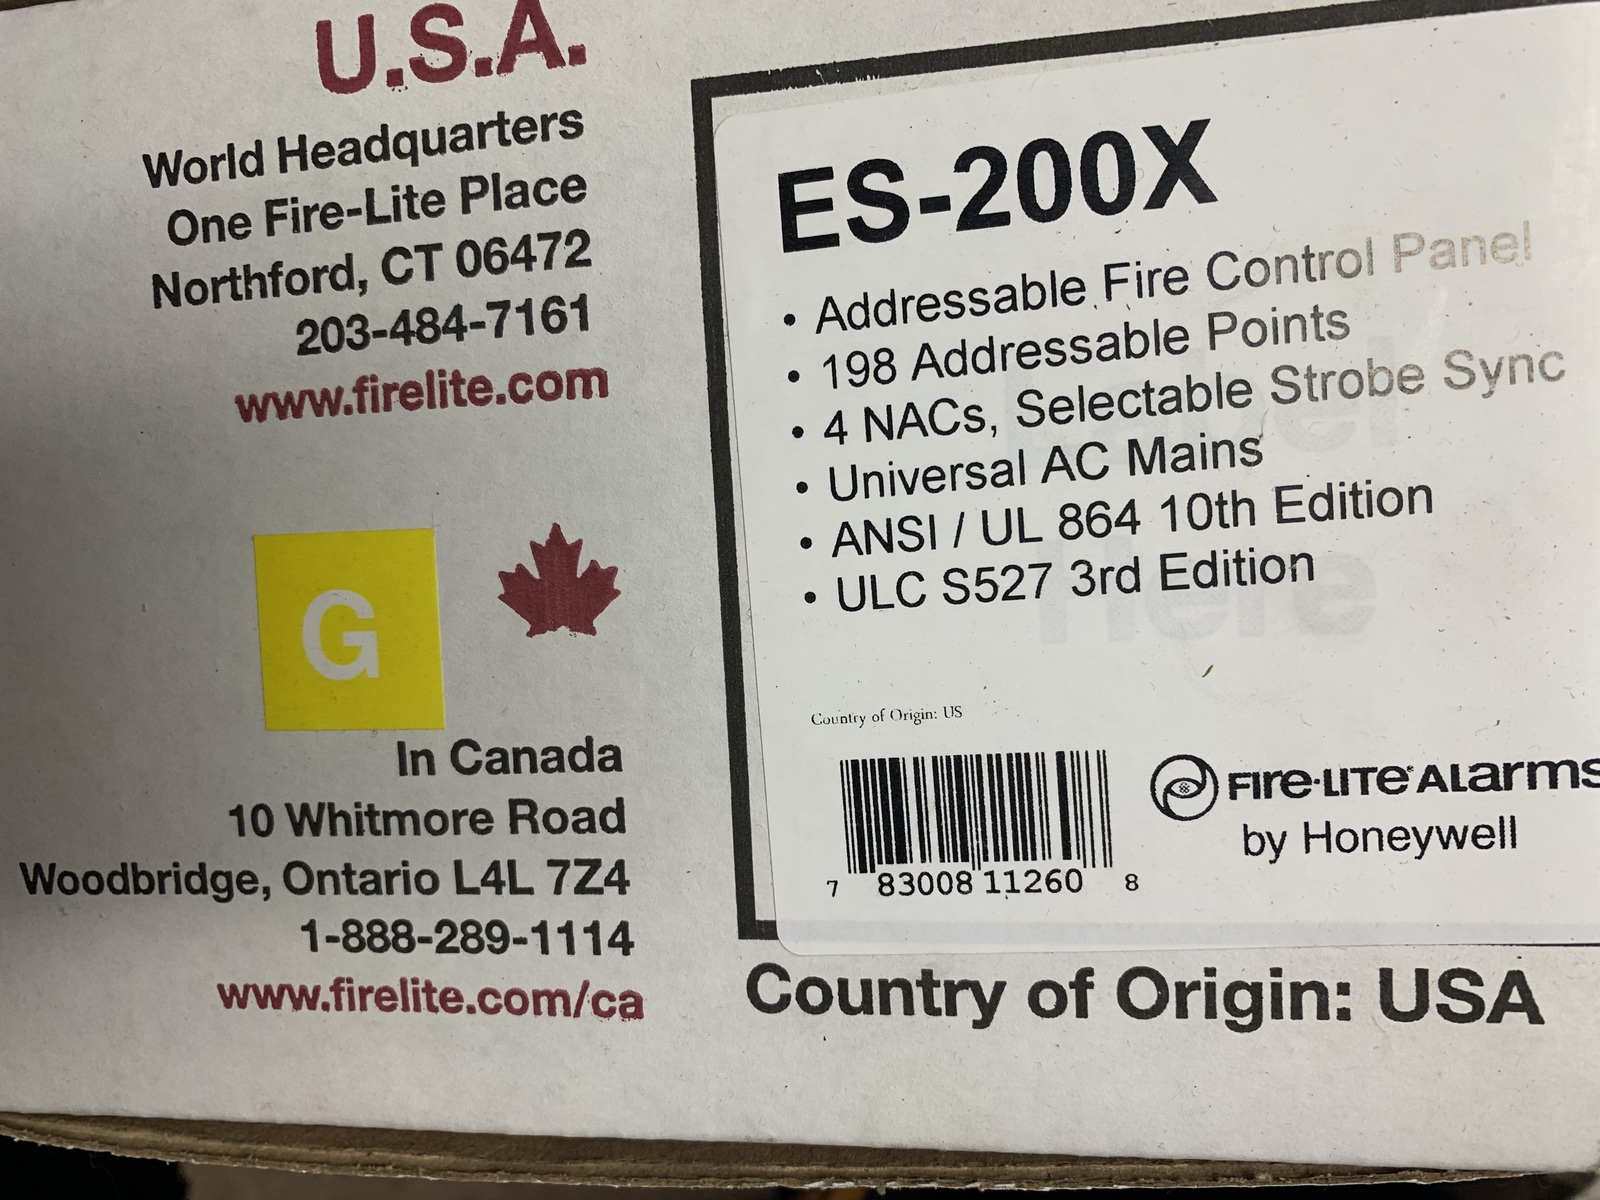 U.S.A.
World Headquarters
One Fire-Lite Place
Northford, CT 06472
203-484-7161
www.firelite.com
G
In Canada
10 Whitmore Road
Woodbridge, Ontario L4L 7Z4
1-888-289-1114
www.firelite.com/ca
ES-200X
• Addressable Fire Control Panel
• 198 Addressable Points
• 4 NACs, Selectable Strobe Sync
• Universal AC Mains
• ANSI / UL 864 10th Edition
• ULC S527 3rd Edition
Label
Here
Country of Origin: US
7 83008 11260 8
FIRE·LITE ALARMS
by Honeywell
Country of Origin: USA